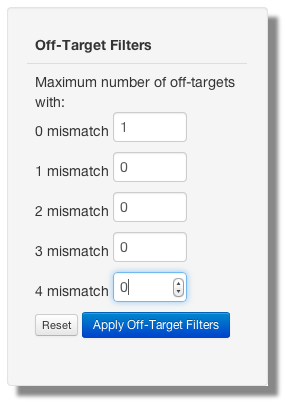 Off-Target Filters
Maximum number of off-targets
with:
0 mismatch 1
1 mismatch 0
2 mismatch 0
3 mismatch 0
4 mismatch 0
Reset Apply Off-Target Filters